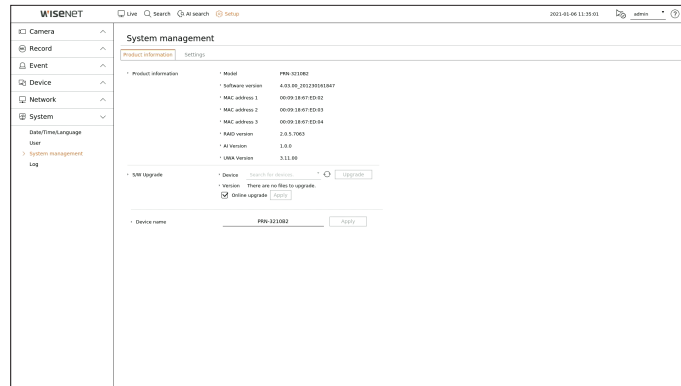 WISENET
Live Search AI search Setup
2021-01-06 11:35:01 admin ?
Camera
Record
Event
Device
Network
System
Date/Time/Language
User
> System management
Log
System management
Product information Settings
Product information
Model PRN-3210B2
Software version 4.03.00_201230161847
MAC address 1 00:09:18:67:ED:02
MAC address 2 00:09:18:67:ED:03
MAC address 3 00:09:18:67:ED:04
RAID version 2.0.5.7063
AI Version 1.0.0
UWA Version 3.11.00
S/W Upgrade
Device Search for devices Upgrade
Version There are no files to upgrade.
Online upgrade Apply
Device name PRN-3210B2 Apply